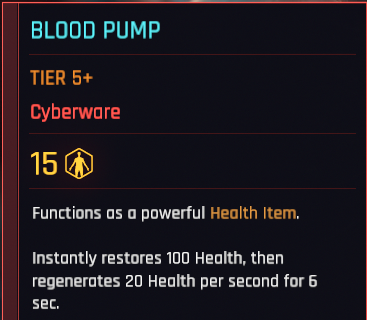 BLOOD PUMP
TIER 5+
Cyberware
15
Functions as a powerful Health Item.
Instantly restores 100 Health, then
regenerates 20 Health per second for 6
sec.